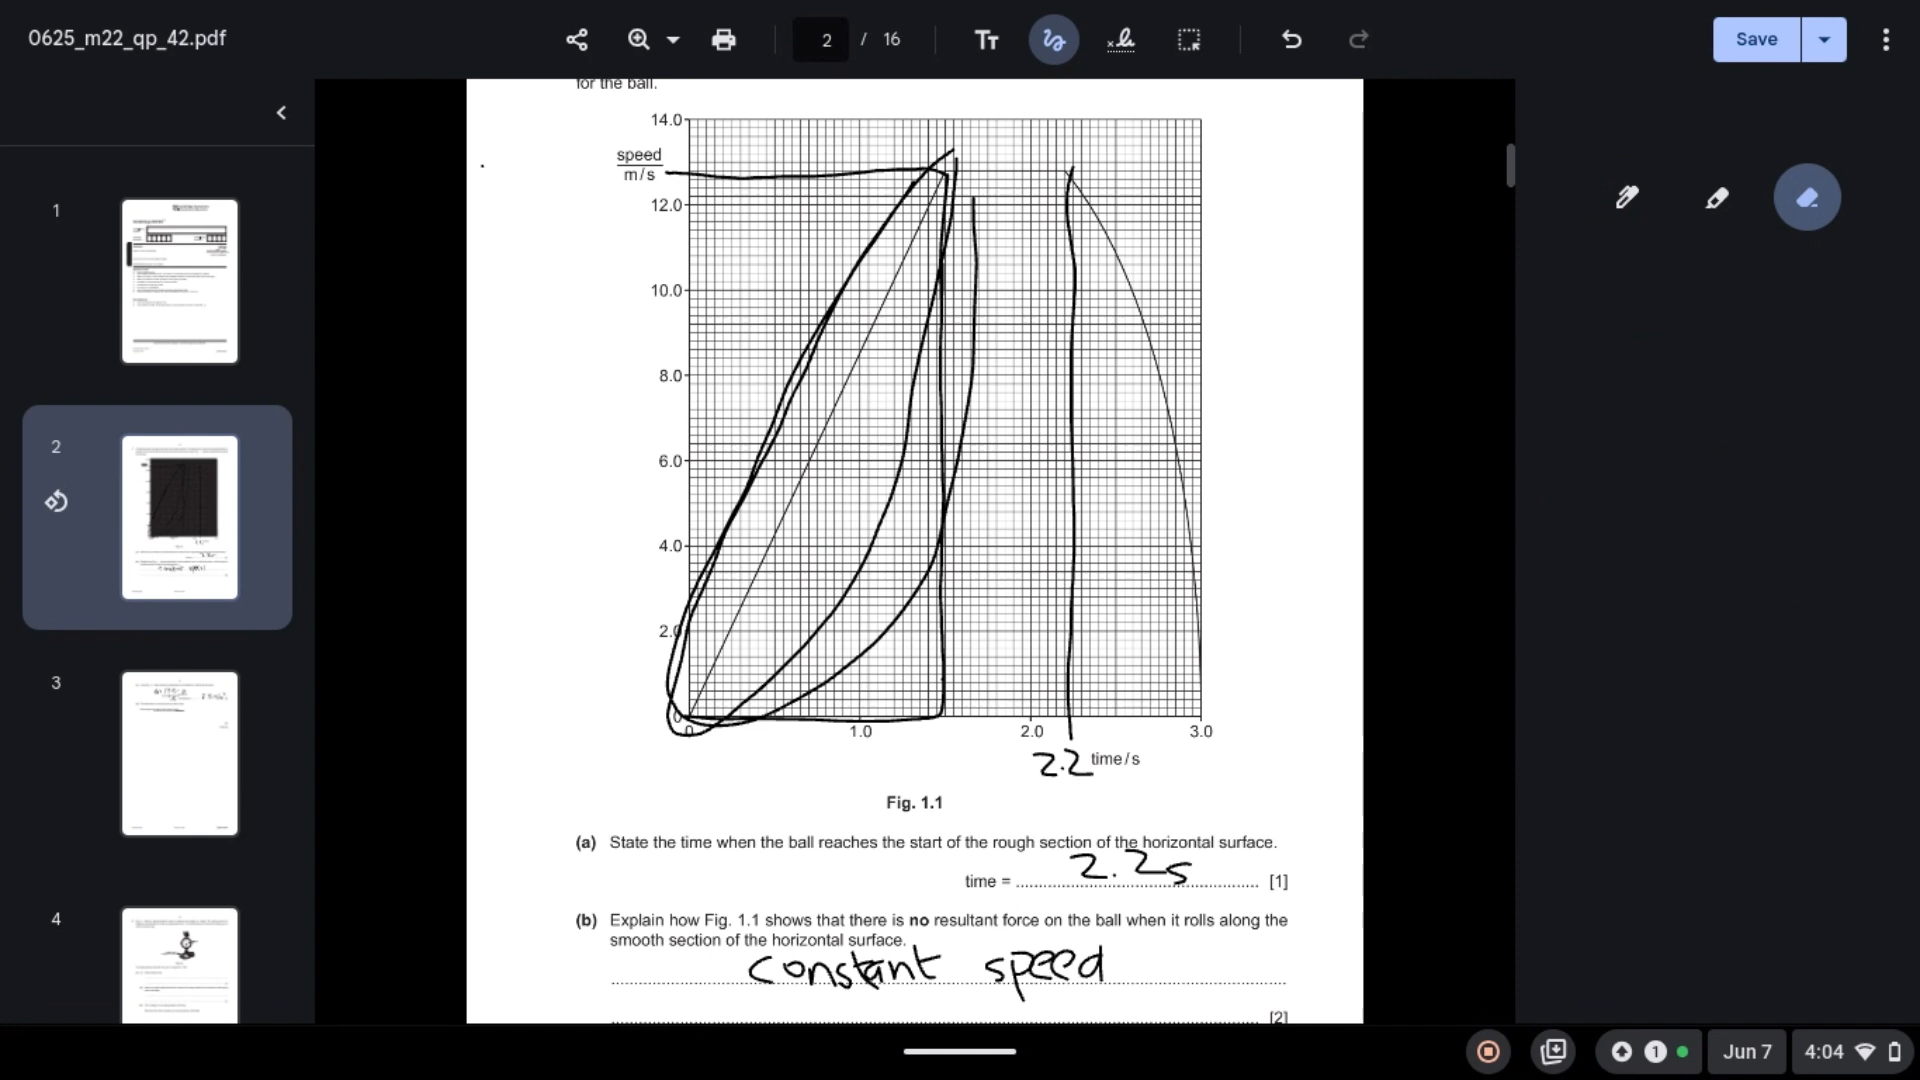 0625_m22_qp_42.pdf
2 / 16
Save
1
2
3
4
for the ball.
14.0
speed
m/s
12.0
10.0
8.0
6.0
4.0
2.0
0
0
1.0
2.0
3.0
2.2 time/s
Fig. 1.1
(a) State the time when the ball reaches the start of the rough section of the horizontal surface.
2.2s
time = ........................................................ [1]
(b) Explain how Fig. 1.1 shows that there is no resultant force on the ball when it rolls along the
smooth section of the horizontal surface.
constant speed
[2]
1
Jun 7
4:04